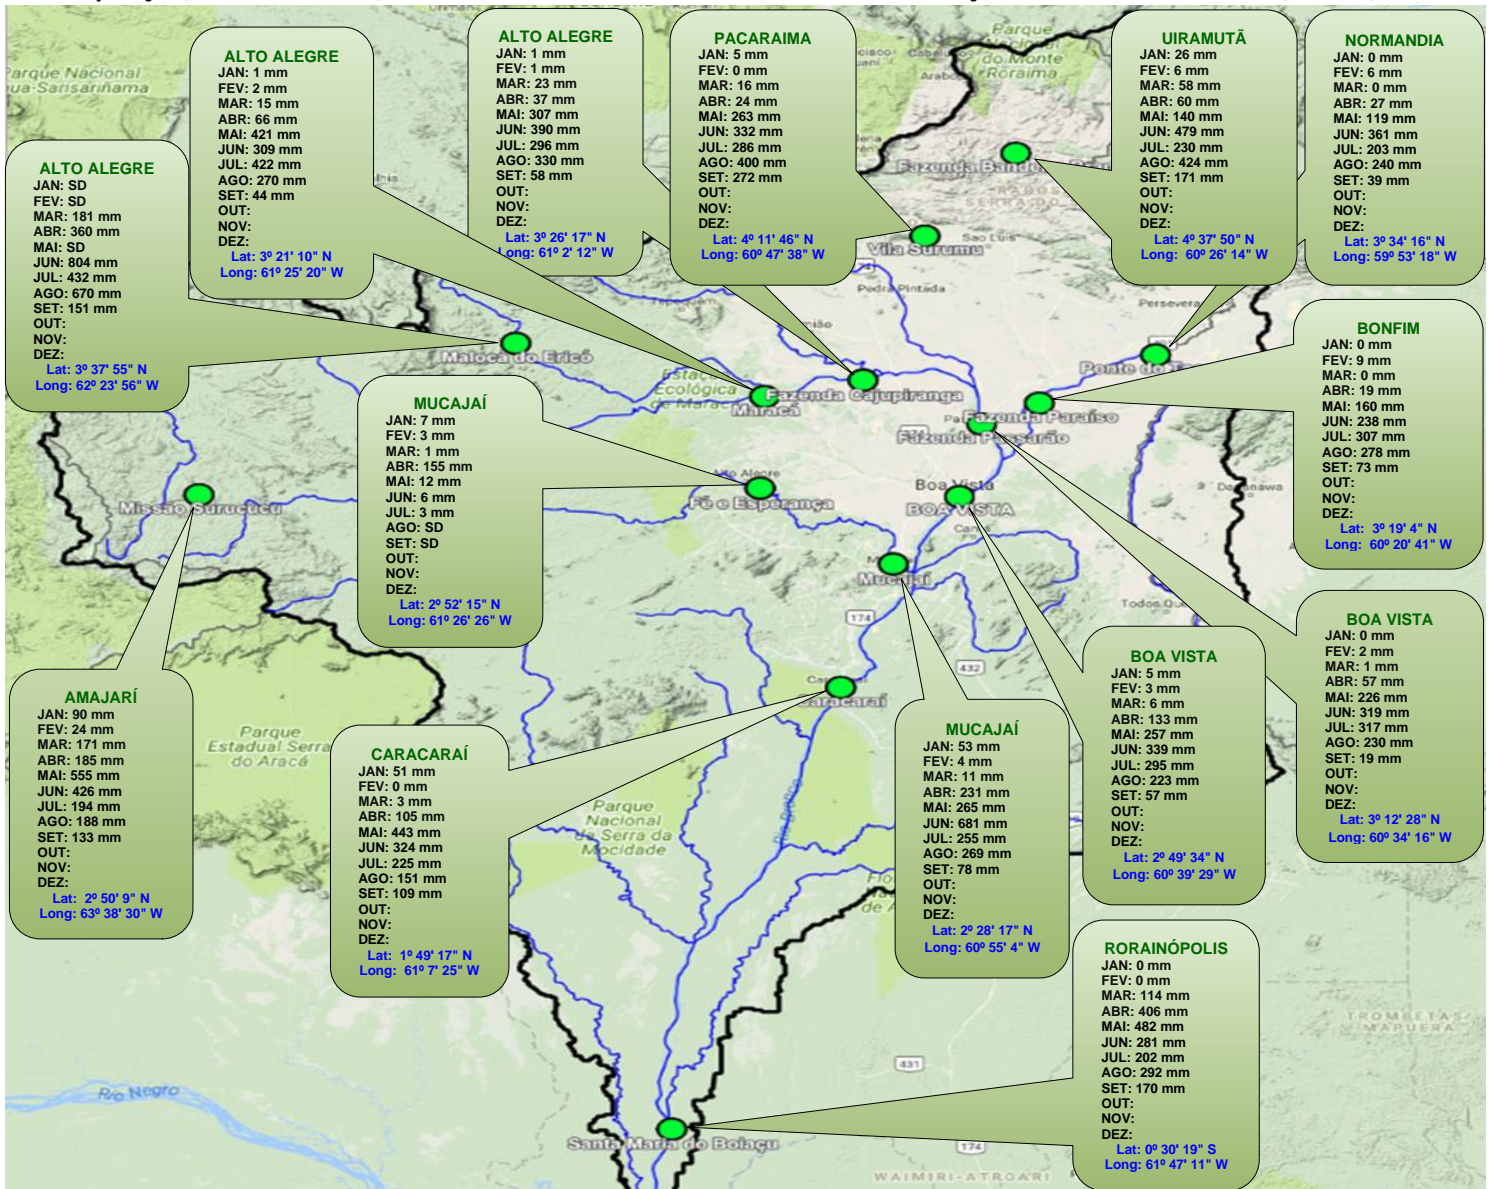 ALTO ALEGRE
JAN: SD
FEV: SD
MAR: 181 mm
ABR: 360 mm
MAI: SD
JUN: 804 mm
JUL: 432 mm
AGO: 670 mm
SET: 151 mm
OUT:
NOV:
DEZ:
Lat: 3º 37' 55" N
Long: 62º 23' 56" W
ALTO ALEGRE
JAN: 1 mm
FEV: 2 mm
MAR: 15 mm
ABR: 66 mm
MAI: 421 mm
JUN: 309 mm
JUL: 422 mm
AGO: 270 mm
SET: 44 mm
OUT:
NOV:
DEZ:
Lat: 3º 21' 10" N
Long: 61º 25' 20" W
ALTO ALEGRE
JAN: 1 mm
FEV: 1 mm
MAR: 23 mm
ABR: 37 mm
MAI: 307 mm
JUN: 390 mm
JUL: 296 mm
AGO: 330 mm
SET: 58 mm
OUT:
NOV:
DEZ:
Lat: 3º 26' 17" N
Long: 61º 2' 12" W
PACARAIMA
JAN: 5 mm
FEV: 0 mm
MAR: 16 mm
ABR: 24 mm
MAI: 263 mm
JUN: 332 mm
JUL: 286 mm
AGO: 400 mm
SET: 272 mm
OUT:
NOV:
DEZ:
Lat: 4º 11' 46" N
Long: 60º 47' 38" W
UIRAMUTÃ
JAN: 26 mm
FEV: 6 mm
MAR: 58 mm
ABR: 60 mm
MAI: 140 mm
JUN: 479 mm
JUL: 230 mm
AGO: 424 mm
SET: 171 mm
OUT:
NOV:
DEZ:
Lat: 4º 37' 50" N
Long: 60º 26' 14" W
NORMANDIA
JAN: 0 mm
FEV: 6 mm
MAR: 0 mm
ABR: 27 mm
MAI: 119 mm
JUN: 361 mm
JUL: 203 mm
AGO: 240 mm
SET: 39 mm
OUT:
NOV:
DEZ:
Lat: 3º 34' 16" N
Long: 59º 53' 18" W
BONFIM
JAN: 0 mm
FEV: 9 mm
MAR: 0 mm
ABR: 19 mm
MAI: 160 mm
JUN: 238 mm
JUL: 307 mm
AGO: 278 mm
SET: 73 mm
OUT:
NOV:
DEZ:
Lat: 3º 19' 4" N
Long: 60º 20' 41" W
MUCAJAÍ
JAN: 7 mm
FEV: 3 mm
MAR: 1 mm
ABR: 155 mm
MAI: 12 mm
JUN: 6 mm
JUL: 3 mm
AGO: SD
SET: SD
OUT:
NOV:
DEZ:
Lat: 2º 52' 15" N
Long: 61º 26' 26" W
AMAJARÍ
JAN: 90 mm
FEV: 24 mm
MAR: 171 mm
ABR: 185 mm
MAI: 555 mm
JUN: 426 mm
JUL: 194 mm
AGO: 188 mm
SET: 133 mm
OUT:
NOV:
DEZ:
Lat: 2º 50' 9" N
Long: 63º 38' 30" W
CARACARAÍ
JAN: 51 mm
FEV: 0 mm
MAR: 3 mm
ABR: 105 mm
MAI: 443 mm
JUN: 324 mm
JUL: 225 mm
AGO: 151 mm
SET: 109 mm
OUT:
NOV:
DEZ:
Lat: 1º 49' 17" N
Long: 61º 7' 25" W
MUCAJAÍ
JAN: 53 mm
FEV: 4 mm
MAR: 11 mm
ABR: 231 mm
MAI: 265 mm
JUN: 681 mm
JUL: 255 mm
AGO: 269 mm
SET: 78 mm
OUT:
NOV:
DEZ:
Lat: 2º 28' 17" N
Long: 60º 55' 4" W
BOA VISTA
JAN: 5 mm
FEV: 3 mm
MAR: 6 mm
ABR: 133 mm
MAI: 257 mm
JUN: 339 mm
JUL: 295 mm
AGO: 223 mm
SET: 57 mm
OUT:
NOV:
DEZ:
Lat: 2º 49' 34" N
Long: 60º 39' 29" W
BOA VISTA
JAN: 0 mm
FEV: 2 mm
MAR: 1 mm
ABR: 57 mm
MAI: 226 mm
JUN: 319 mm
JUL: 317 mm
AGO: 230 mm
SET: 19 mm
OUT:
NOV:
DEZ:
Lat: 3º 12' 28" N
Long: 60º 34' 16" W
RORAINÓPOLIS
JAN: 0 mm
FEV: 0 mm
MAR: 114 mm
ABR: 406 mm
MAI: 482 mm
JUN: 281 mm
JUL: 202 mm
AGO: 292 mm
SET: 170 mm
OUT:
NOV:
DEZ:
Lat: 0º 30' 19" S
Long: 61º 47' 11" W
Parque Nacional
Vila Surumu
Pedra Pintada
Maloca do Ericó
Maracá
Fazenda Cajupiranga
Fazenda Paraíso
Fazenda Passarão
Missão Surucucu
Alto Alegre
Fé e Esperança
Boa Vista
BOA VISTA
Mucajaí
174
432
Caracaraí
Parque
Estadual Serra
do Aracá
Parque
Nacional
da Serra da
Mocidade
Rio Branco
Rio Negro
431
174
TROMBETAS/
MAPUERA
Santa Maria do Boiaçu
WAIMIRI-ATROARI